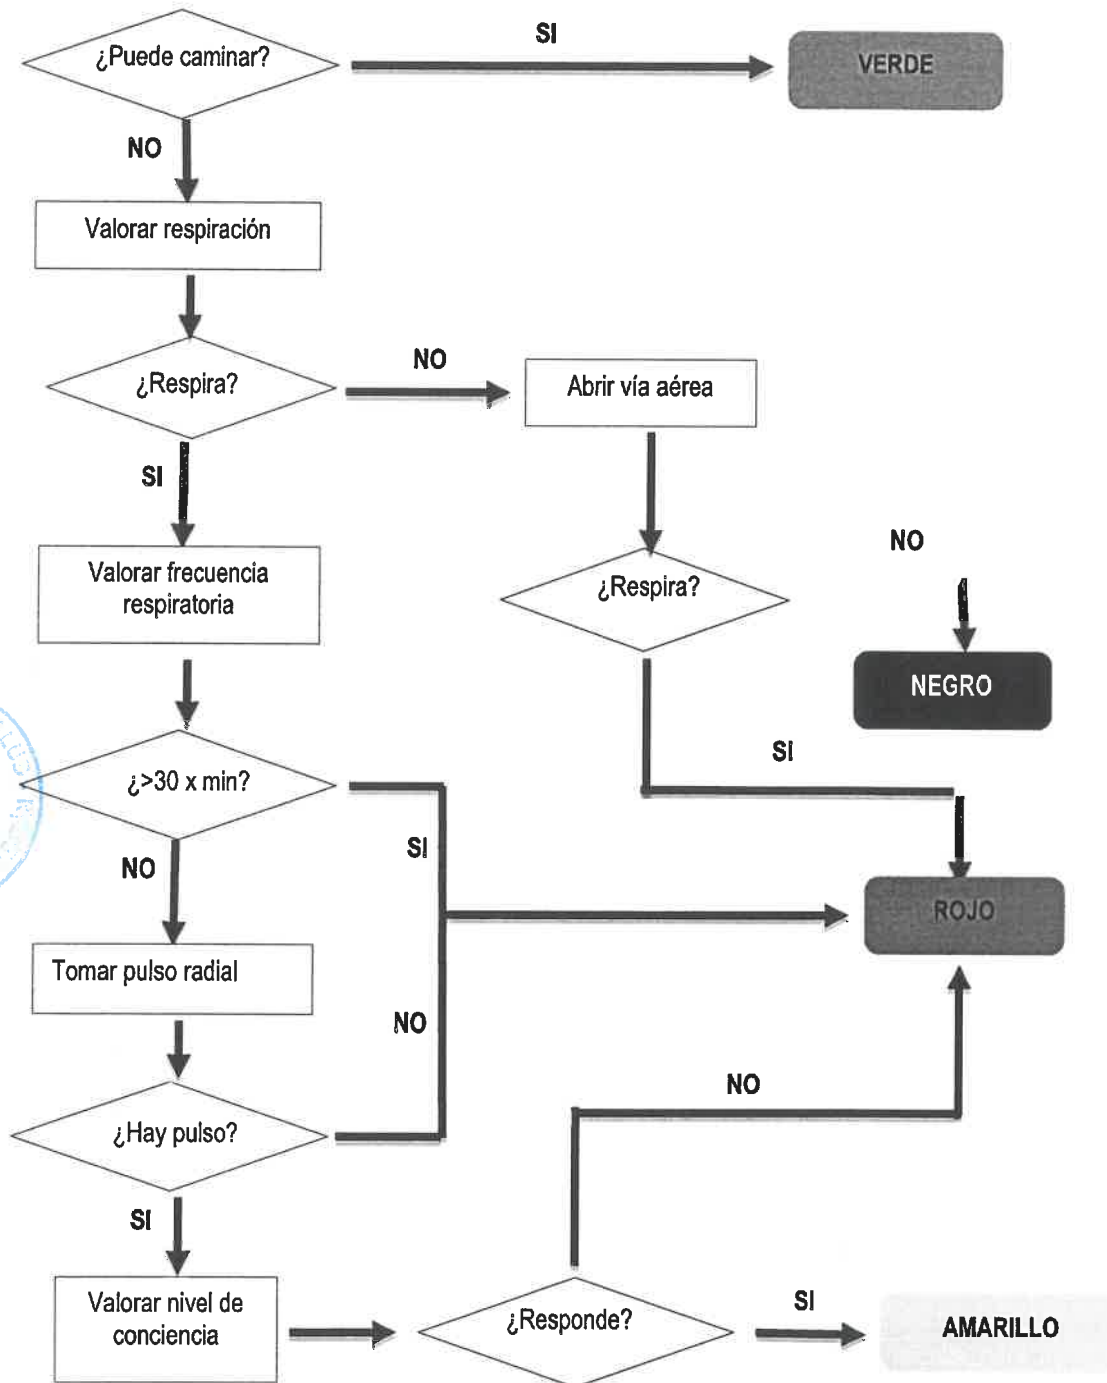 ¿Puede caminar?
SI
VERDE
NO
Valorar respiración
¿Respira?
NO
Abrir vía aérea
SI
Valorar frecuencia
respiratoria
¿Respira?
NO
NEGRO
SI
¿>30 x min?
SI
NO
ROJO
Tomar pulso radial
NO
¿Hay pulso?
NO
SI
Valorar nivel de
conciencia
¿Responde?
SI
AMARILLO